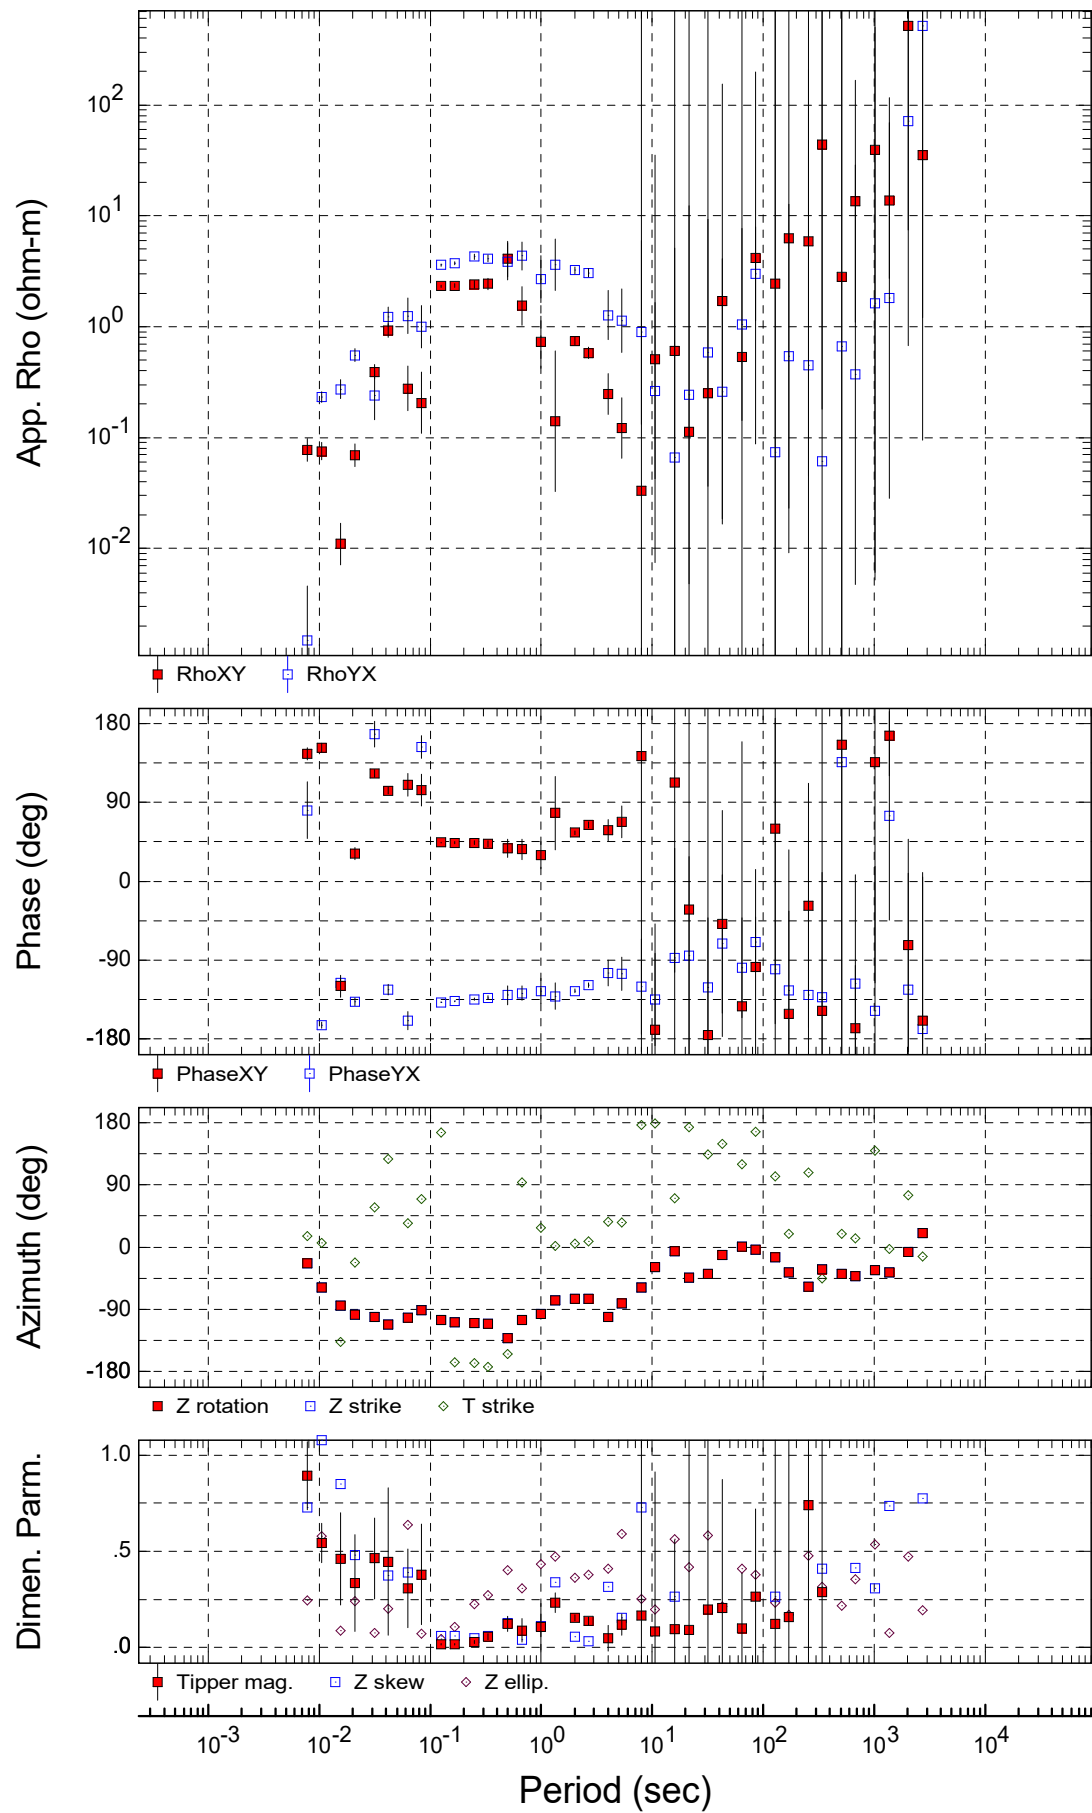 App. Rho (ohm-m)
10^2
10^1
10^0
10^-1
10^-2
RhoXY RhoYX
Phase (deg)
180
90
0
-90
-180
PhaseXY PhaseYX
Azimuth (deg)
180
90
0
-90
-180
Z rotation Z strike T strike
Dimen. Parm.
1.0
.5
.0
Tipper mag. Z skew Z ellip.
10^-3 10^-2 10^-1 10^0 10^1 10^2 10^3 10^4
Period (sec)